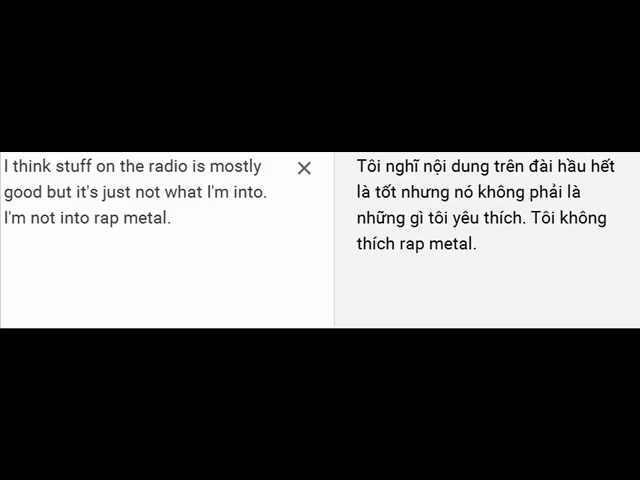 I think stuff on the radio is mostly
good but it's just not what I'm into.
I'm not into rap metal.
Tôi nghĩ nội dung trên đài hầu hết
là tốt nhưng nó không phải là
những gì tôi yêu thích. Tôi không
thích rap metal.